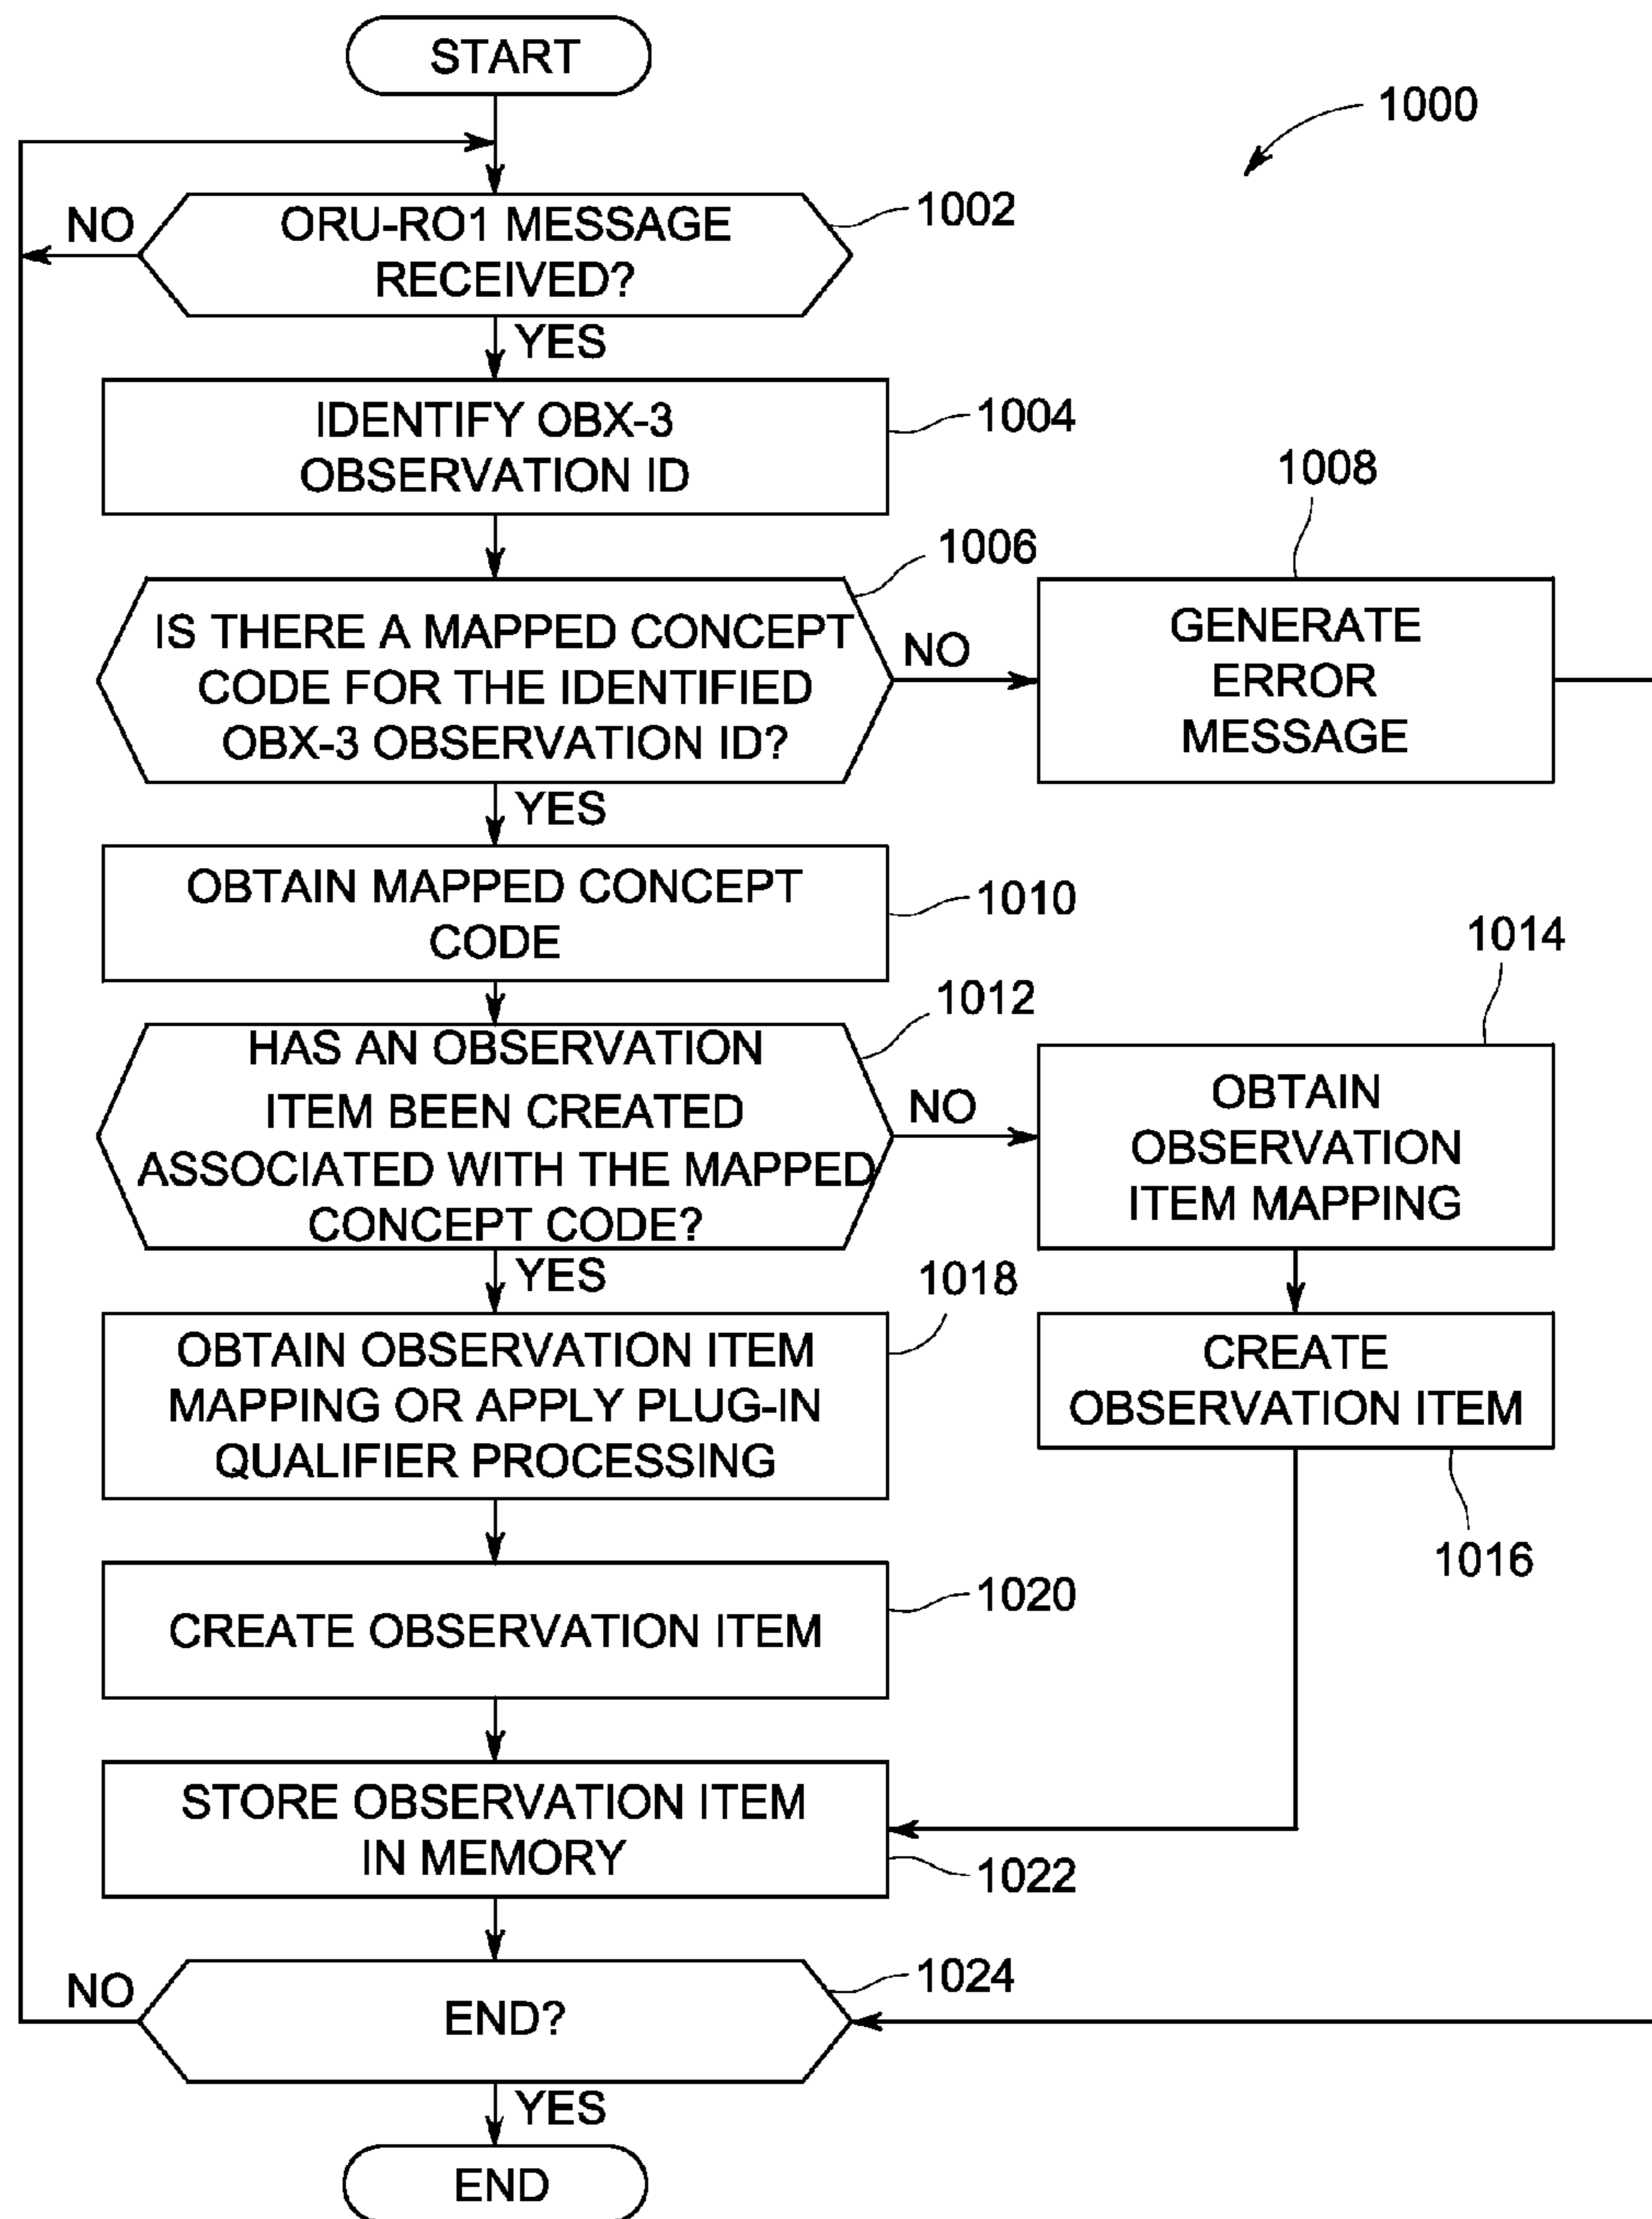 START
1000
NO
ORU-RO1 MESSAGE
RECEIVED?
1002
YES
IDENTIFY OBX-3
OBSERVATION ID
1004
1006
IS THERE A MAPPED CONCEPT
CODE FOR THE IDENTIFIED
OBX-3 OBSERVATION ID?
NO
1008
GENERATE
ERROR
MESSAGE
YES
OBTAIN MAPPED CONCEPT
CODE
1010
1012
HAS AN OBSERVATION
ITEM BEEN CREATED
ASSOCIATED WITH THE MAPPED
CONCEPT CODE?
NO
1014
OBTAIN
OBSERVATION
ITEM MAPPING
YES
1018
OBTAIN OBSERVATION ITEM
MAPPING OR APPLY PLUG-IN
QUALIFIER PROCESSING
CREATE
OBSERVATION ITEM
1016
CREATE OBSERVATION ITEM
1020
STORE OBSERVATION ITEM
IN MEMORY
1022
NO
END?
1024
YES
END